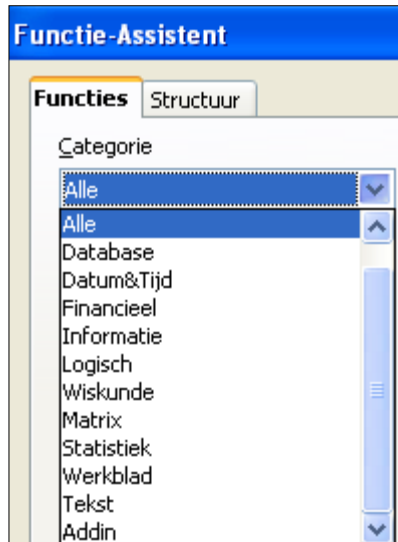 Functie-Assistent
Functies Structuur
Categorie
Alle
Alle
Database
Datum&Tijd
Financieel
Informatie
Logisch
Wiskunde
Matrix
Statistiek
Werkblad
Tekst
Addin